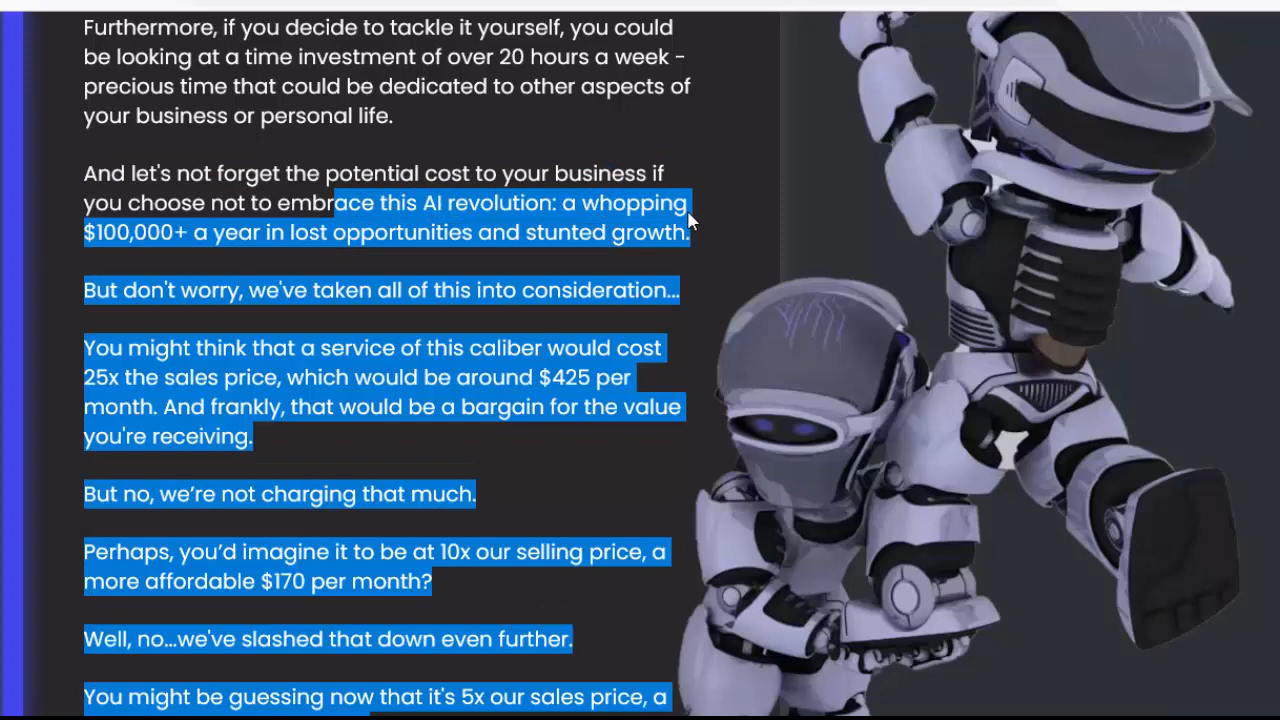 Furthermore, if you decide to tackle it yourself, you could
be looking at a time investment of over 20 hours a week -
precious time that could be dedicated to other aspects of
your business or personal life.
And let's not forget the potential cost to your business if
you choose not to embrace this AI revolution: a whopping
$100,000+ a year in lost opportunities and stunted growth.
But don't worry, we've taken all of this into consideration...
You might think that a service of this caliber would cost
25x the sales price, which would be around $425 per
month. And frankly, that would be a bargain for the value
you're receiving.
But no, we’re not charging that much.
Perhaps, you’d imagine it to be at 10x our selling price, a
more affordable $170 per month?
Well, no...we've slashed that down even further.
You might be guessing now that it's 5x our sales price, a